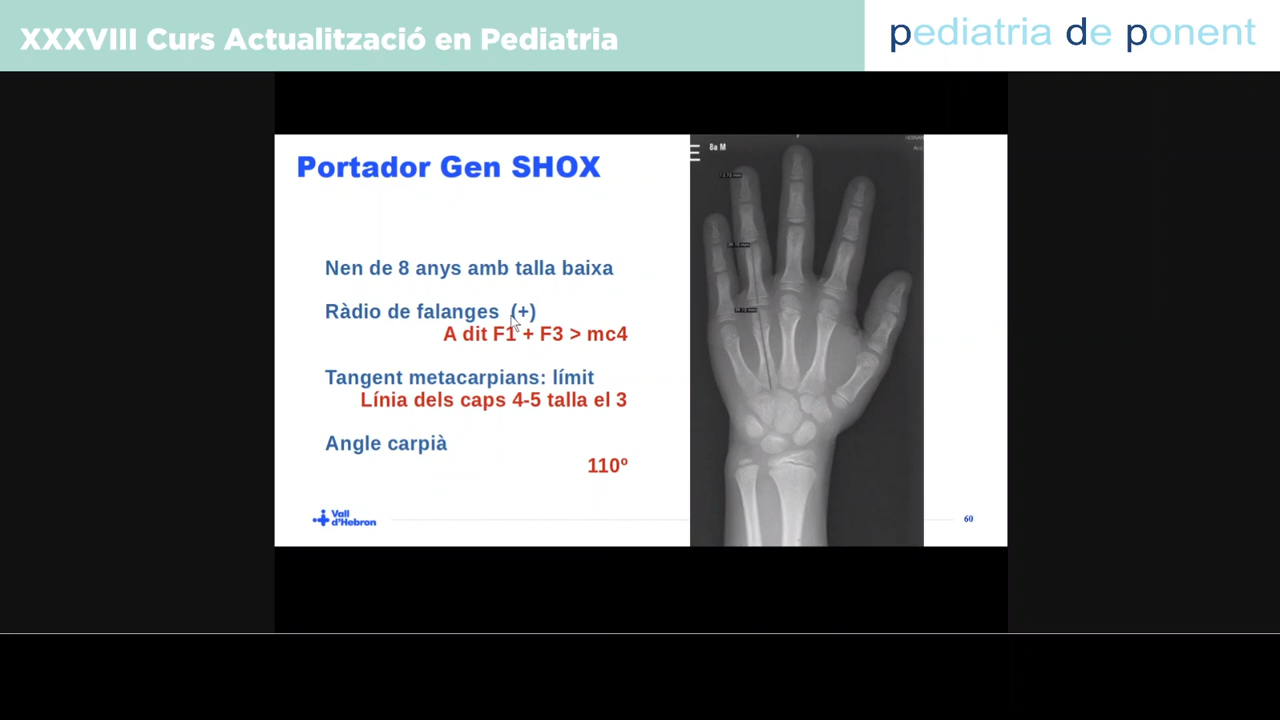 XXXVIII Curs Actualització en Pediatria
pediatria de ponent
Portador Gen SHOX
8a M
Nen de 8 anys amb talla baixa
Ràdio de falanges (+)
A dit F1 + F3 > mc4
Tangent metacarpians: límit
Línia dels caps 4-5 talla el 3
Angle carpià
110º
Vall
d'Hebron
60